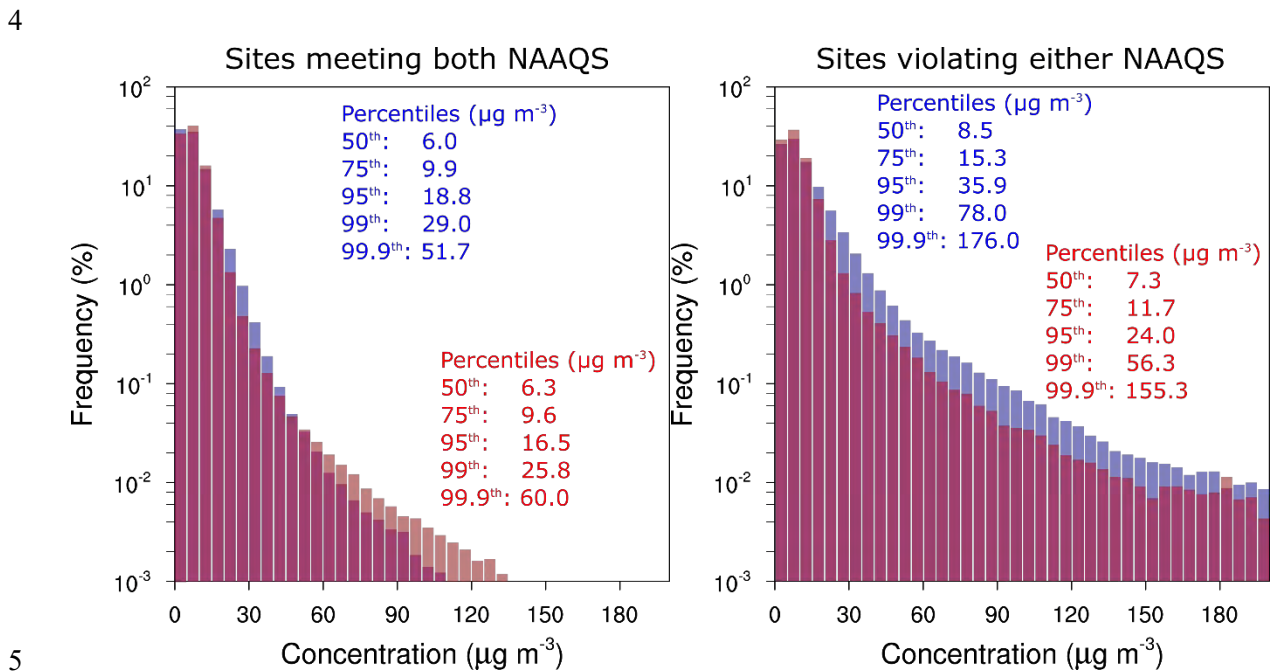 4
Sites meeting both NAAQS
Frequency (%)
10²
10¹
10⁰
10⁻¹
10⁻²
10⁻³
Percentiles (µg m⁻³)
50ᵗʰ: 6.0
75ᵗʰ: 9.9
95ᵗʰ: 18.8
99ᵗʰ: 29.0
99.9ᵗʰ: 51.7
Percentiles (µg m⁻³)
50ᵗʰ: 6.3
75ᵗʰ: 9.6
95ᵗʰ: 16.5
99ᵗʰ: 25.8
99.9ᵗʰ: 60.0
0 30 60 90 120 150 180
Concentration (µg m⁻³)
Sites violating either NAAQS
Frequency (%)
10²
10¹
10⁰
10⁻¹
10⁻²
10⁻³
Percentiles (µg m⁻³)
50ᵗʰ: 8.5
75ᵗʰ: 15.3
95ᵗʰ: 35.9
99ᵗʰ: 78.0
99.9ᵗʰ: 176.0
Percentiles (µg m⁻³)
50ᵗʰ: 7.3
75ᵗʰ: 11.7
95ᵗʰ: 24.0
99ᵗʰ: 56.3
99.9ᵗʰ: 155.3
0 30 60 90 120 150 180
Concentration (µg m⁻³)
5